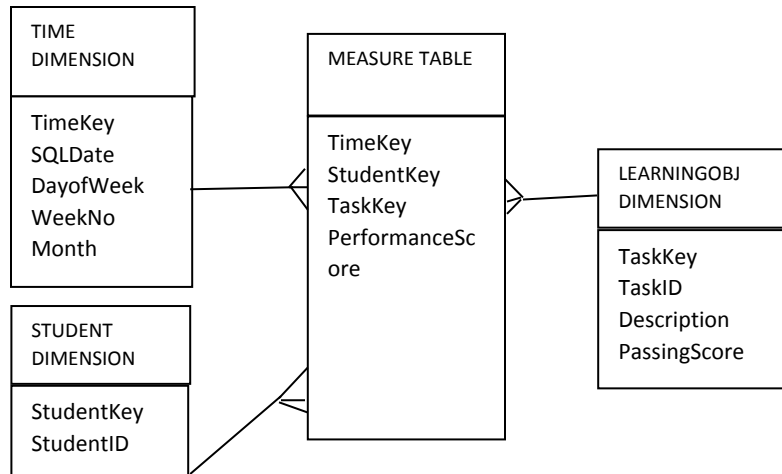 TIME
DIMENSION
TimeKey
SQLDate
DayofWeek
WeekNo
Month
MEASURE TABLE
TimeKey
StudentKey
TaskKey
PerformanceSc
ore
LEARNINGOBJ
DIMENSION
TaskKey
TaskID
Description
PassingScore
STUDENT
DIMENSION
StudentKey
StudentID